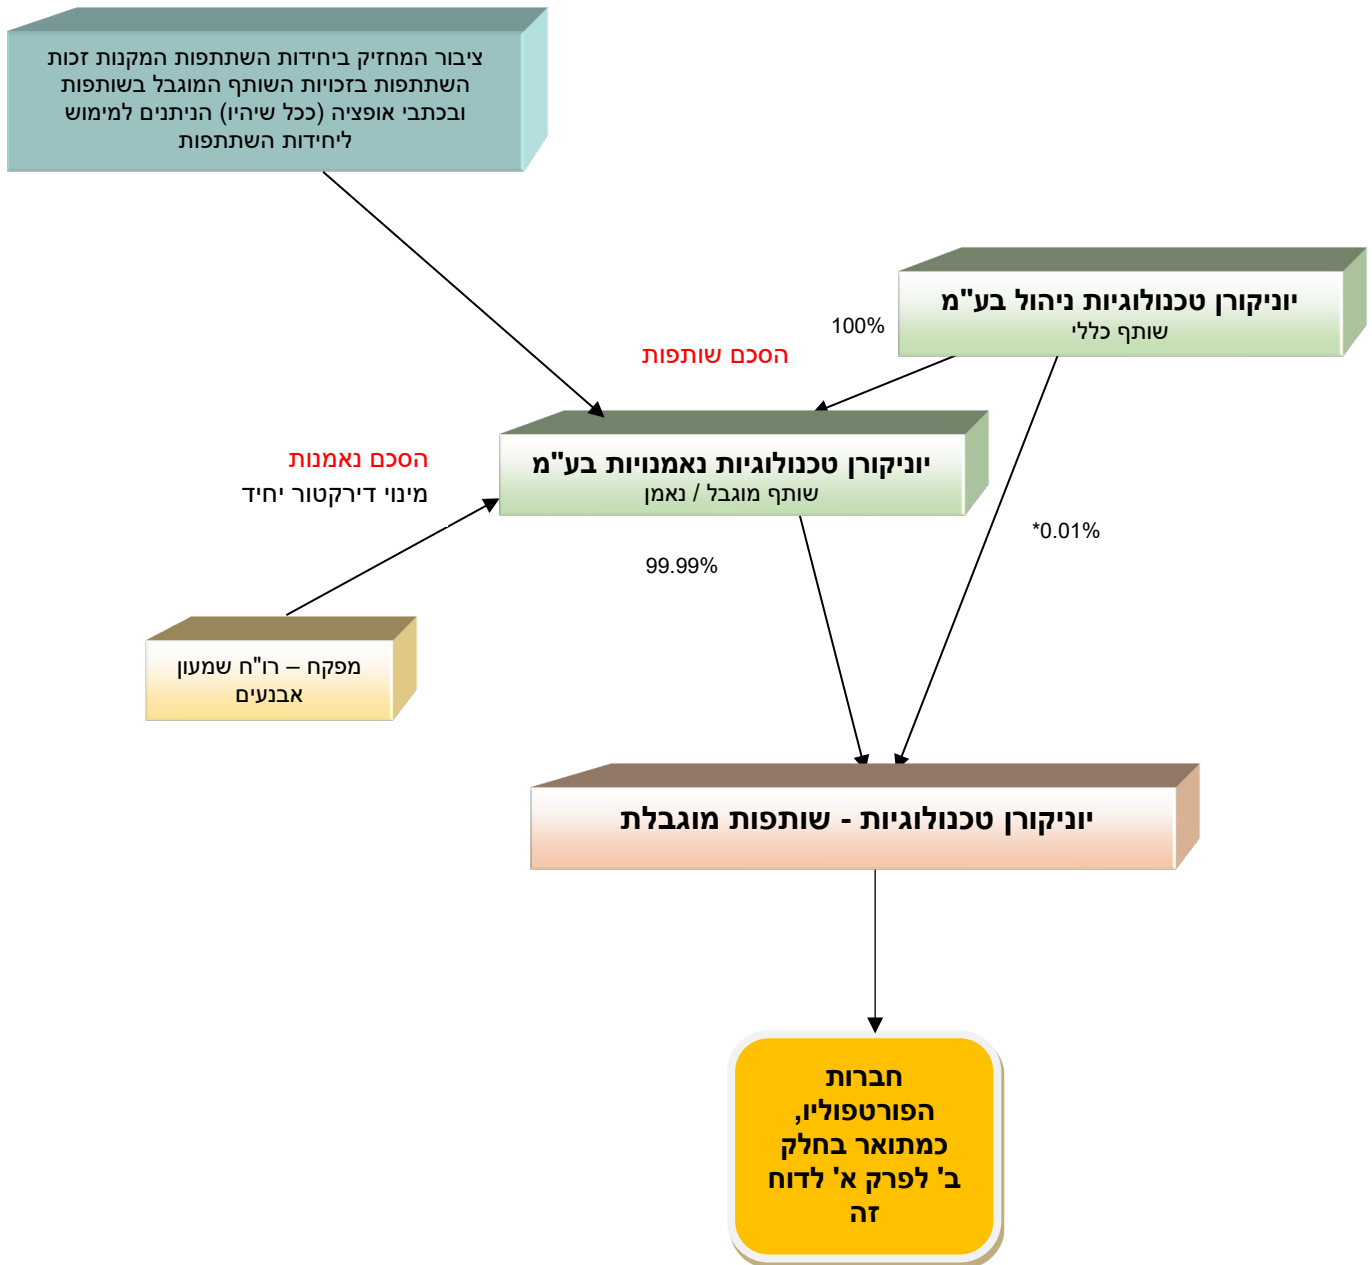 ציבור המחזיק ביחידות השתתפות המקנות זכות
השתתפות בזכויות השותף המוגבל בשותפות
ובכתבי אופציה (ככל שיהיו) הניתנים למימוש
ליחידות השתתפות
יוניקורן טכנולוגיות ניהול בע"מ
שותף כללי
100%
הסכם שותפות
יוניקורן טכנולוגיות נאמנויות בע"מ
שותף מוגבל / נאמן
הסכם נאמנות
מינוי דירקטור יחיד
*0.01%
99.99%
מפקח – רו"ח שמעון
אבנעים
יוניקורן טכנולוגיות - שותפות מוגבלת
חברות
הפורטפוליו,
כמתואר בחלק
ב' לפרק א' לדוח
זה